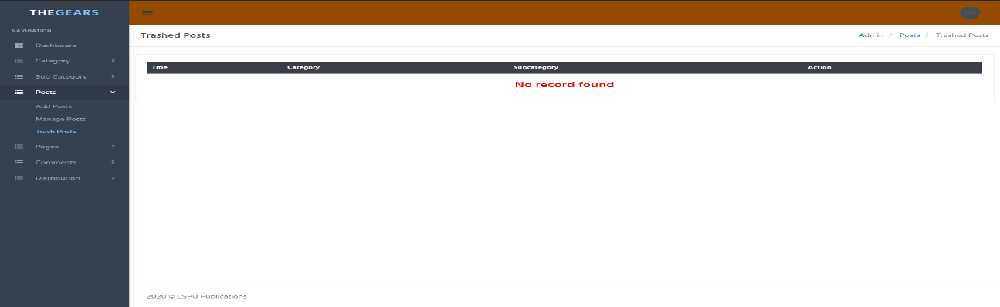 THEGEARS
NAVIGATION
Dashboard
Category
Sub Category
Posts
Add Posts
Manage Posts
Trash Posts
Pages
Comments
Distribution
Trashed Posts
Admin / Posts / Trashed Posts
Title Category Subcategory Action
No record found
2020 © LSPU Publications